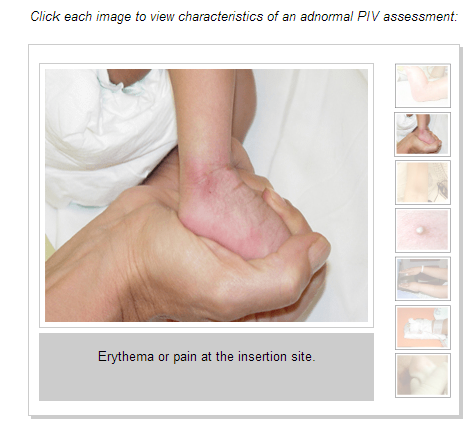 Click each image to view characteristics of an adnormal PIV assessment:
Erythema or pain at the insertion site.